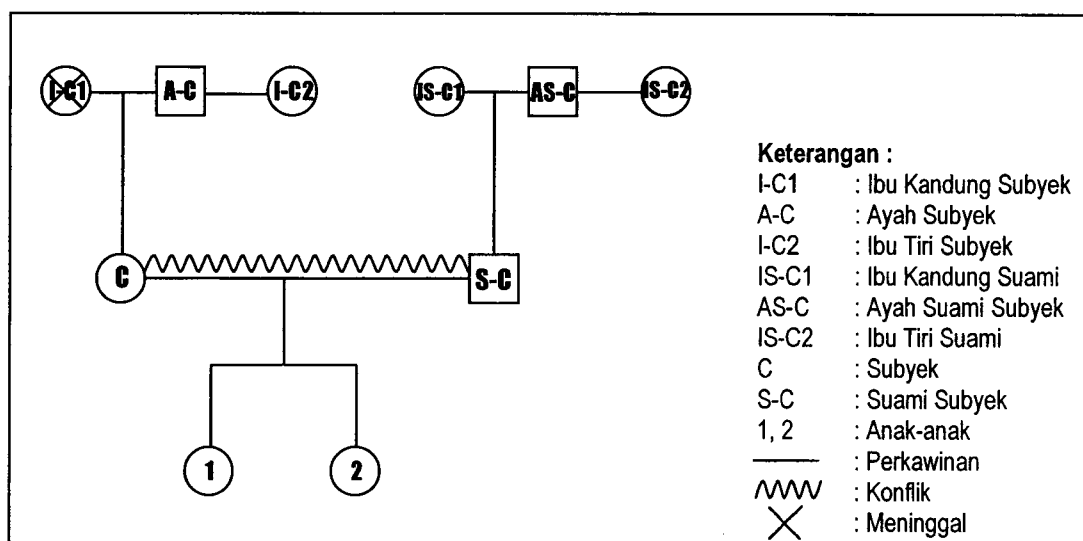 I-C1
A-C
I-C2
IS-C1
AS-C
IS-C2
C
S-C
1
2
Keterangan :
I-C1 : Ibu Kandung Subyek
A-C : Ayah Subyek
I-C2 : Ibu Tiri Subyek
IS-C1 : Ibu Kandung Suami
AS-C : Ayah Suami Subyek
IS-C2 : Ibu Tiri Suami
C : Subyek
S-C : Suami Subyek
1, 2 : Anak-anak
: Perkawinan
: Konflik
: Meninggal